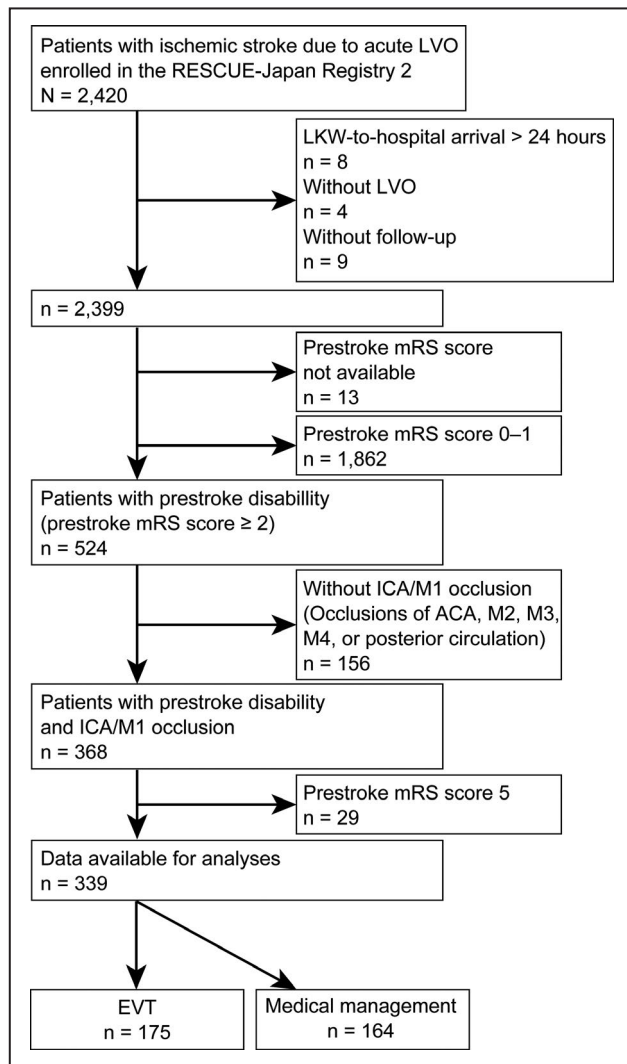 Patients with ischemic stroke due to acute LVO
enrolled in the RESCUE-Japan Registry 2
N = 2,420
LKW-to-hospital arrival > 24 hours
n = 8
Without LVO
n = 4
Without follow-up
n = 9
n = 2,399
Prestroke mRS score
not available
n = 13
Prestroke mRS score 0–1
n = 1,862
Patients with prestroke disabillity
(prestroke mRS score ≥ 2)
n = 524
Without ICA/M1 occlusion
(Occlusions of ACA, M2, M3,
M4, or posterior circulation)
n = 156
Patients with prestroke disability
and ICA/M1 occlusion
n = 368
Prestroke mRS score 5
n = 29
Data available for analyses
n = 339
EVT
n = 175
Medical management
n = 164